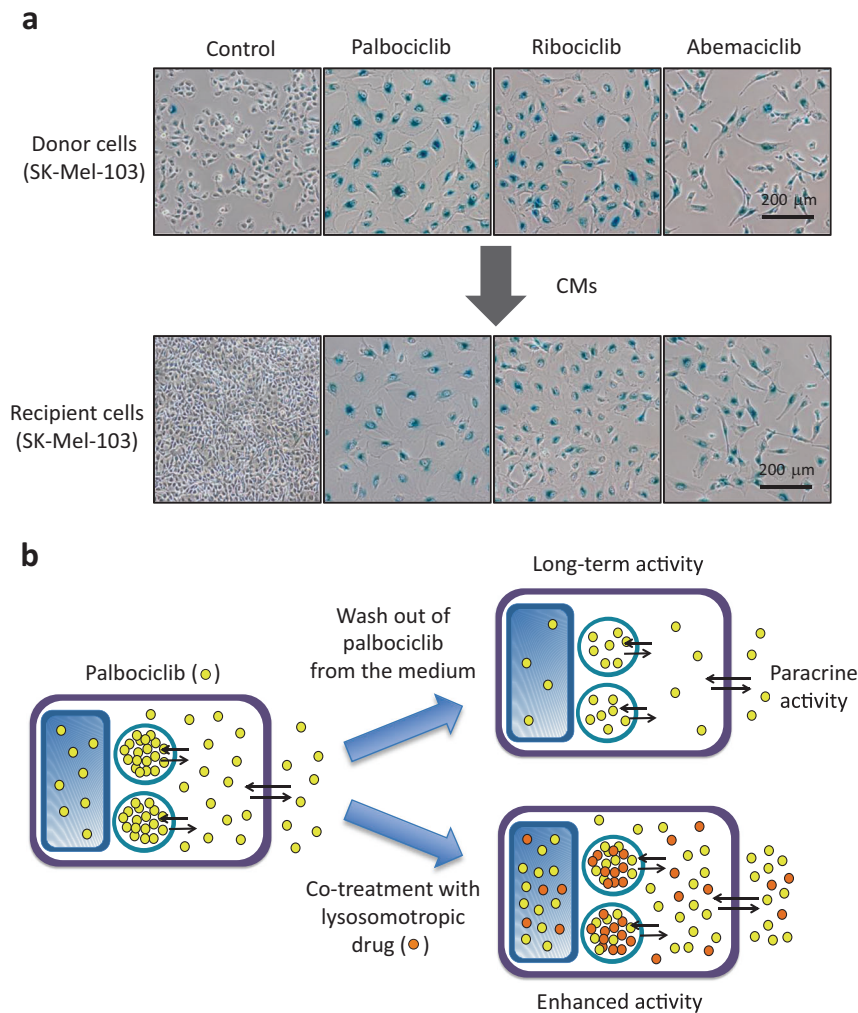 a
Control
Palbociclib
Ribociclib
Abemaciclib
Donor cells
(SK-Mel-103)
200 μm
CMs
Recipient cells
(SK-Mel-103)
200 μm
b
Long-term activity
Wash out of
palbociclib
from the medium
Palbociclib ( )
Paracrine
activity
Co-treatment with
lysosomotropic
drug ( )
Enhanced activity